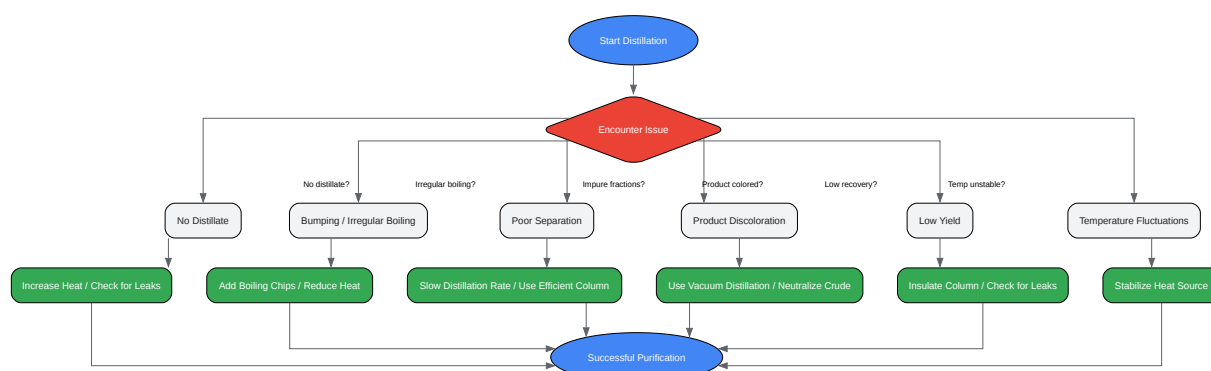 Start Distillation
Encounter Issue
No distillate?
Irregular boiling?
Impure fractions?
Product colored?
Low recovery?
Temp unstable?
No Distillate
Bumping / Irregular Boiling
Poor Separation
Product Discoloration
Low Yield
Temperature Fluctuations
Increase Heat / Check for Leaks
Add Boiling Chips / Reduce Heat
Slow Distillation Rate / Use Efficient Column
Use Vacuum Distillation / Neutralize Crude
Insulate Column / Check for Leaks
Stabilize Heat Source
Successful Purification